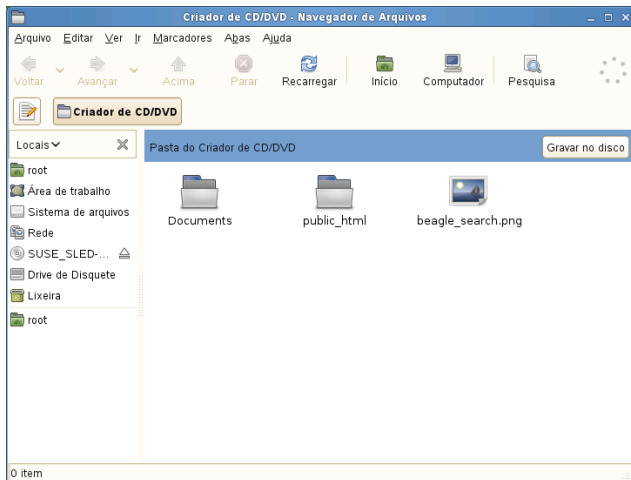 Criador de CD/DVD - Navegador de Arquivos
Arquivo Editar Ver Ir Marcadores Abas Ajuda
Voltar Avançar Acima Parar Recarregar Início Computador Pesquisa
Criador de CD/DVD
Locais
Pasta do Criador de CD/DVD
Gravar no disco
root
Área de trabalho
Sistema de arquivos
Rede
SUSE_SLED-...
Drive de Disquete
Lixeira
root
Documents
public_html
beagle_search.png
0 item